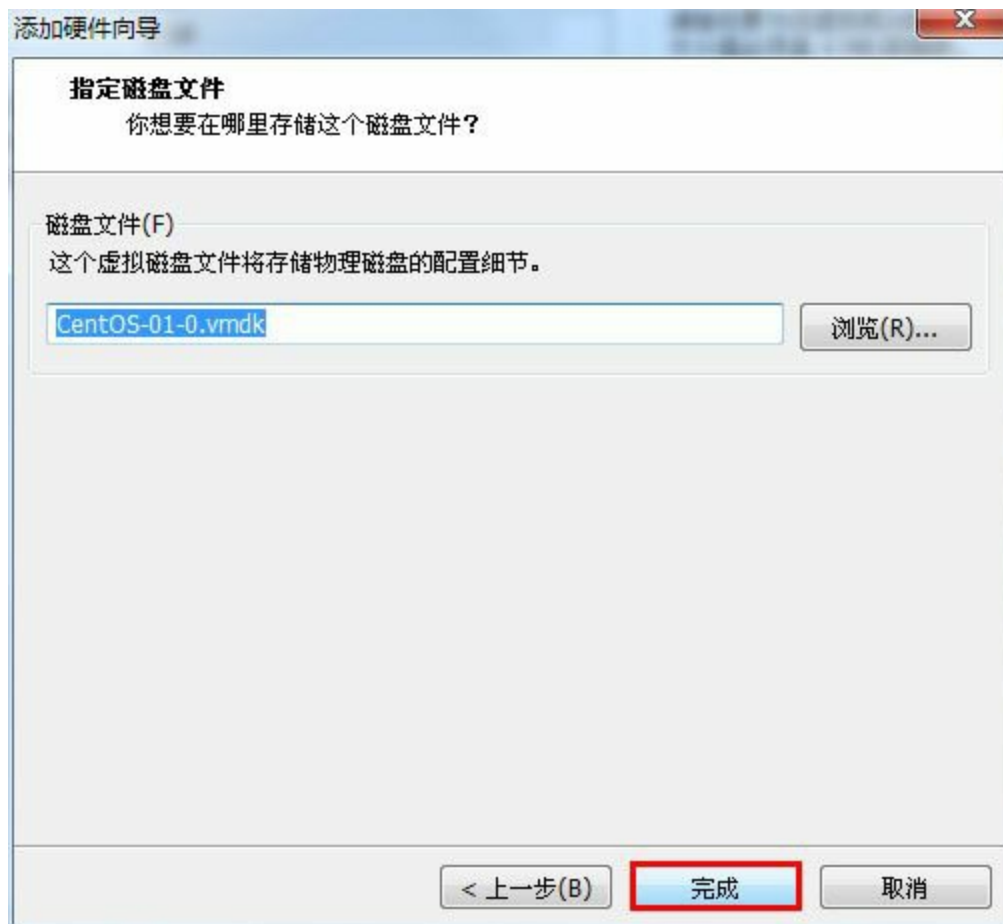 添加硬件向导
指定磁盘文件
你想要在哪里存储这个磁盘文件?
磁盘文件(F)
这个虚拟磁盘文件将存储物理磁盘的配置细节。
CentOS-01-0.vmdk
浏览(R)...
< 上一步(B)
完成
取消